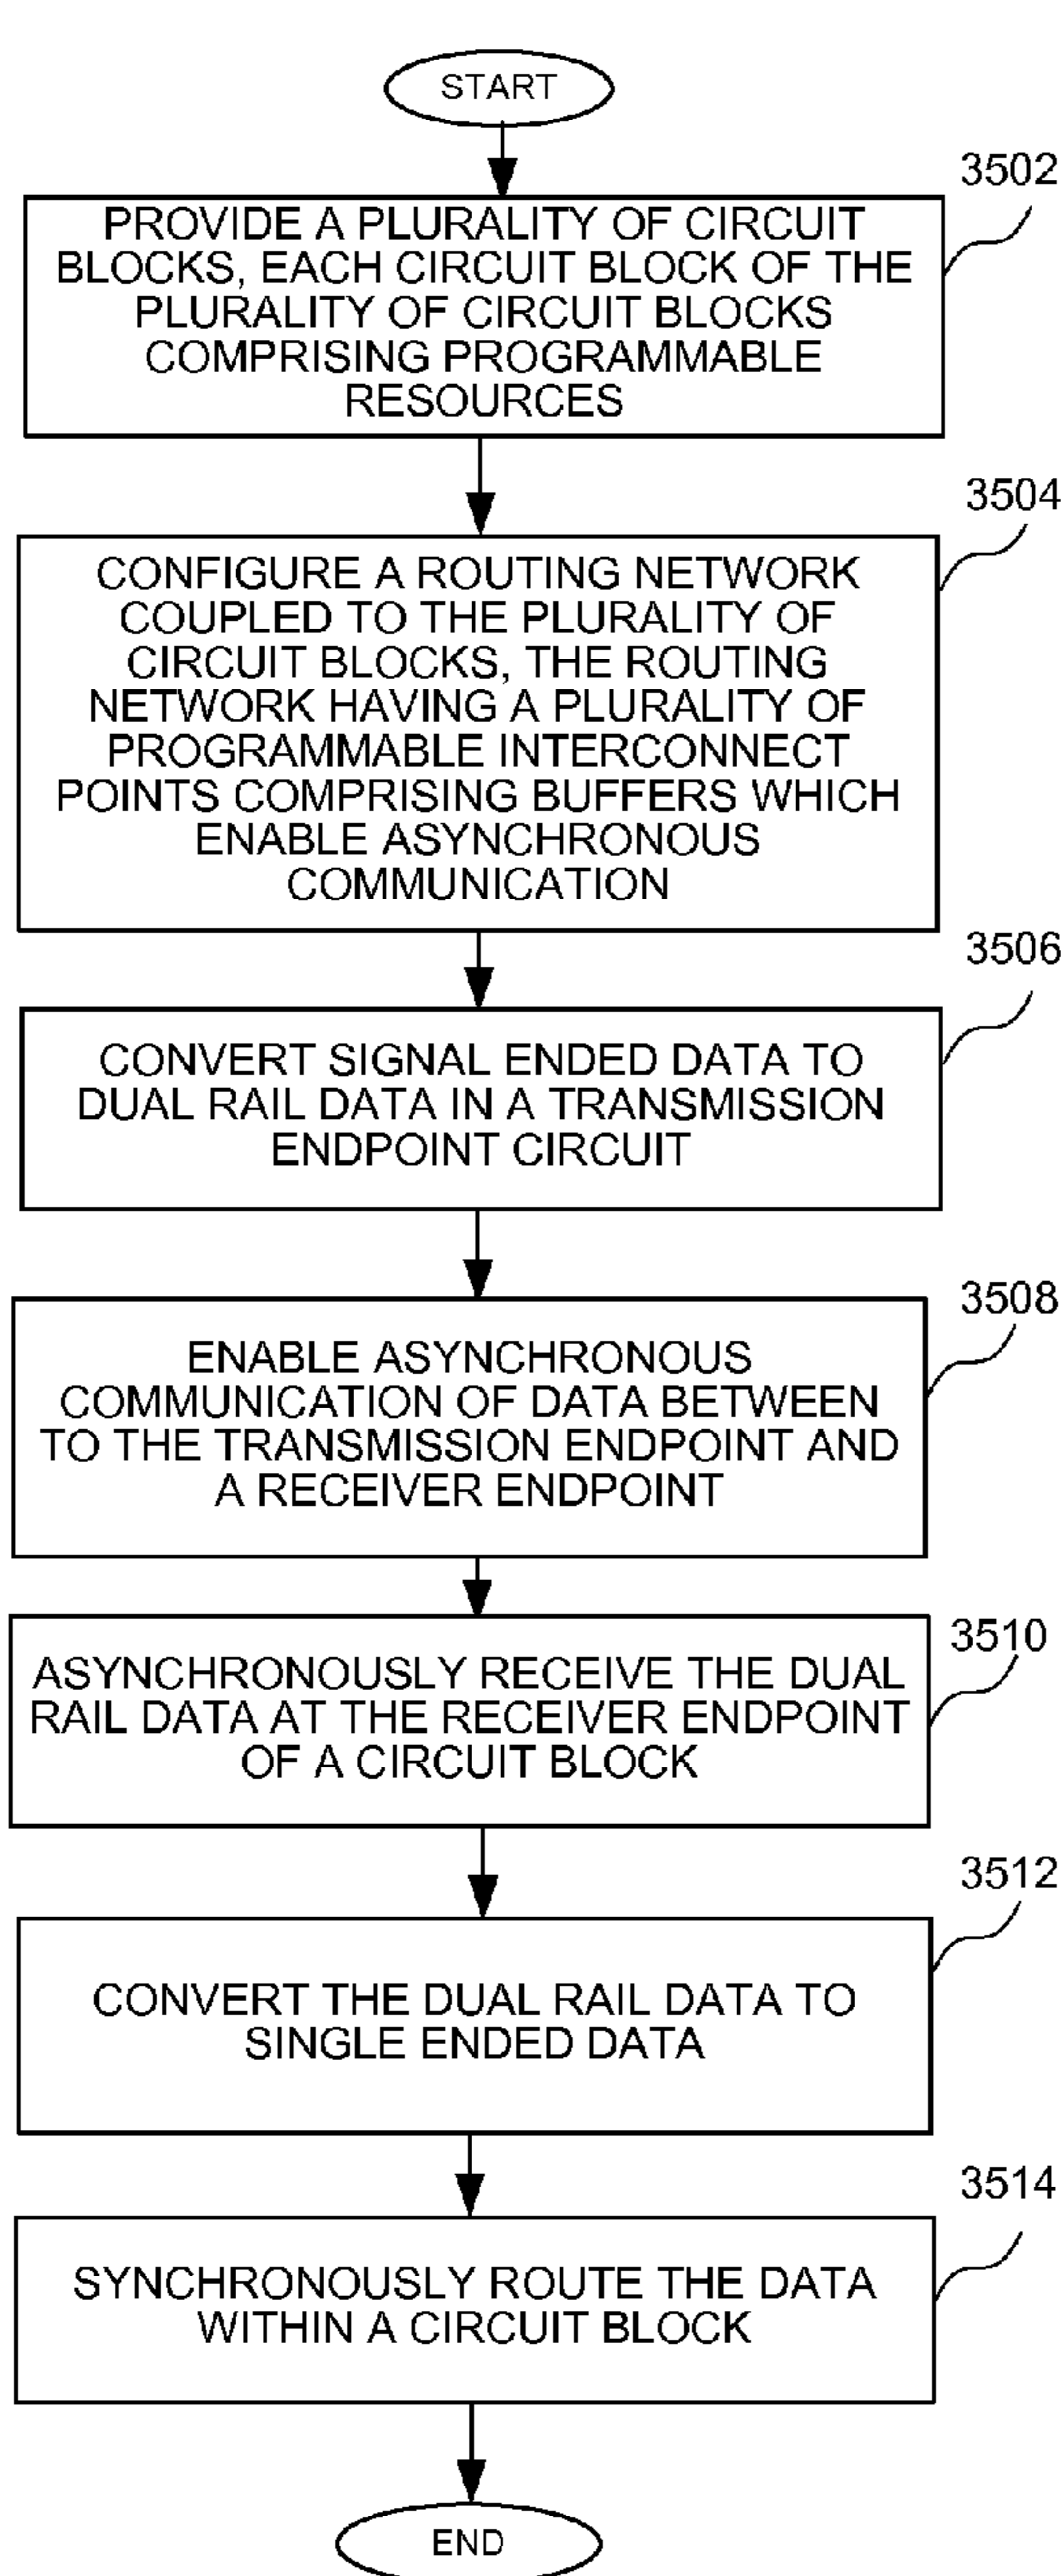 START
3502
PROVIDE A PLURALITY OF CIRCUIT
BLOCKS, EACH CIRCUIT BLOCK OF THE
PLURALITY OF CIRCUIT BLOCKS
COMPRISING PROGRAMMABLE
RESOURCES
3504
CONFIGURE A ROUTING NETWORK
COUPLED TO THE PLURALITY OF
CIRCUIT BLOCKS, THE ROUTING
NETWORK HAVING A PLURALITY OF
PROGRAMMABLE INTERCONNECT
POINTS COMPRISING BUFFERS WHICH
ENABLE ASYNCHRONOUS
COMMUNICATION
3506
CONVERT SIGNAL ENDED DATA TO
DUAL RAIL DATA IN A TRANSMISSION
ENDPOINT CIRCUIT
3508
ENABLE ASYNCHRONOUS
COMMUNICATION OF DATA BETWEEN
TO THE TRANSMISSION ENDPOINT AND
A RECEIVER ENDPOINT
3510
ASYNCHRONOUSLY RECEIVE THE DUAL
RAIL DATA AT THE RECEIVER ENDPOINT
OF A CIRCUIT BLOCK
3512
CONVERT THE DUAL RAIL DATA TO
SINGLE ENDED DATA
3514
SYNCHRONOUSLY ROUTE THE DATA
WITHIN A CIRCUIT BLOCK
END